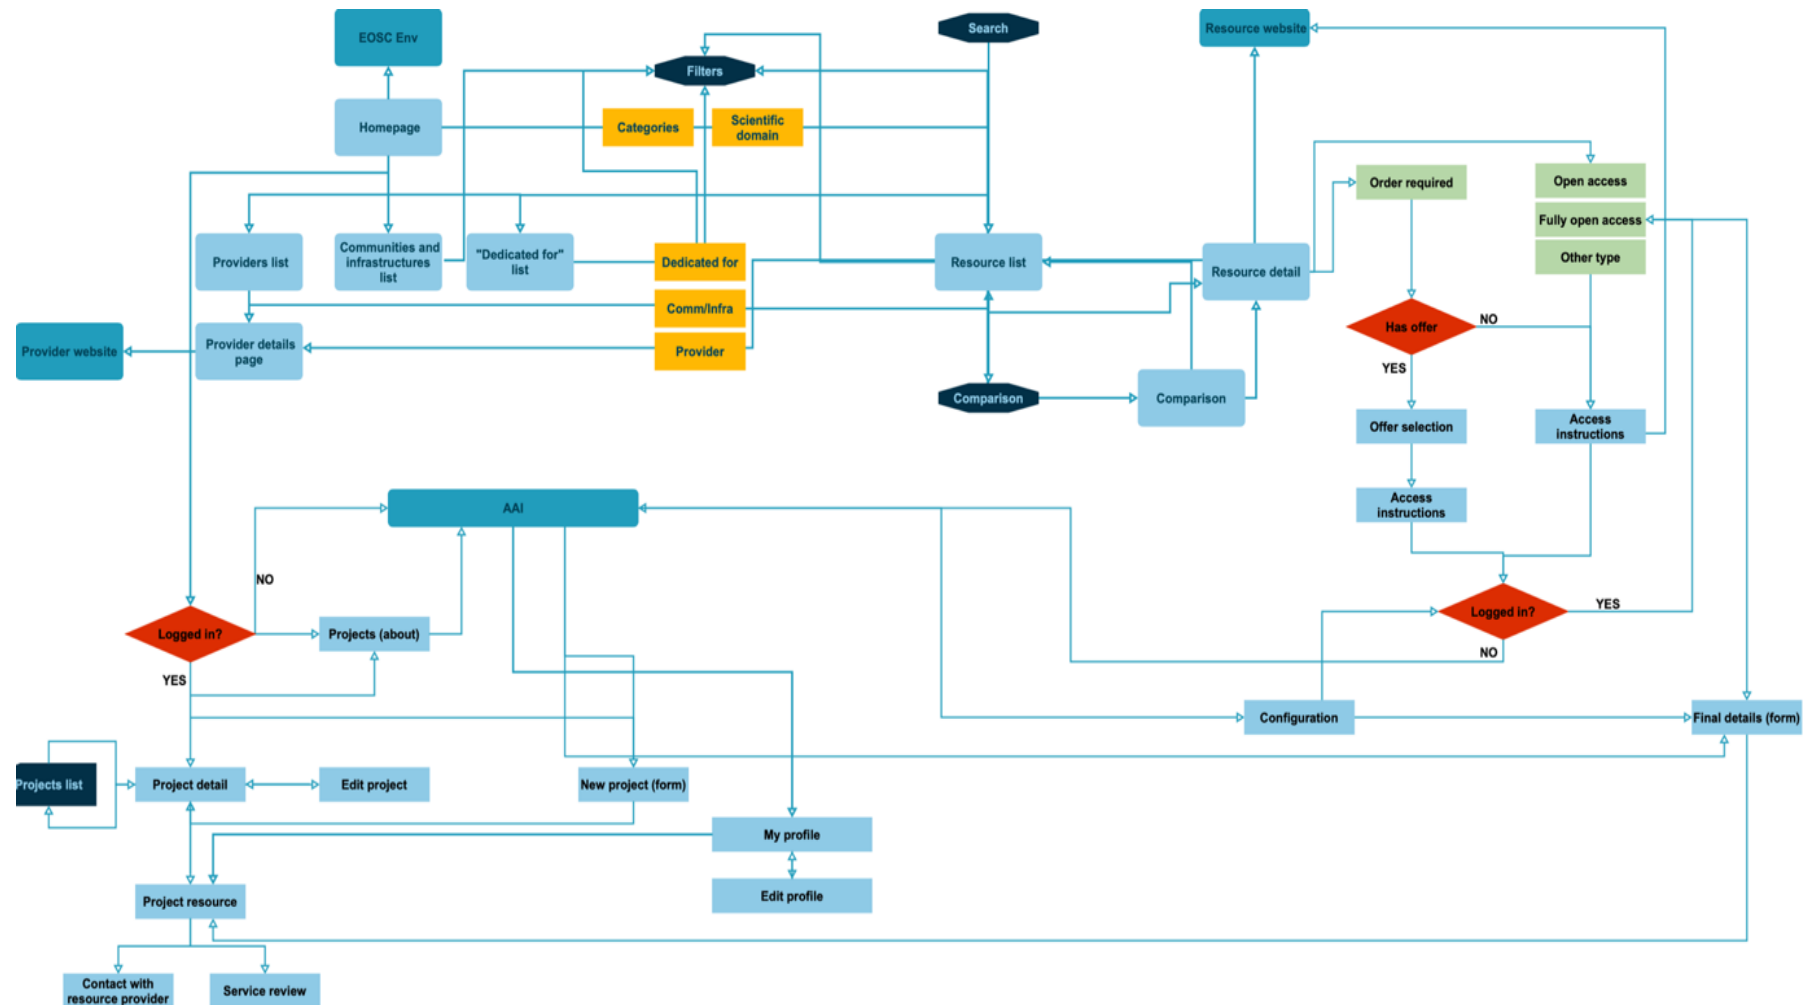 EOSC Env
Search
Resource website
Filters
Homepage
Categories
Scientific
domain
Order required
Open access
Fully open access
Other type
Providers list
Communities and
infrastructures
list
"Dedicated for"
list
Dedicated for
Resource list
Resource detail
Comm/Infra
Has offer
NO
YES
Provider website
Provider details
page
Provider
Comparison
Comparison
Offer selection
Access
instructions
Access
instructions
AAI
NO
Logged in?
Projects (about)
YES
Logged in?
YES
NO
Configuration
Final details (form)
Projects list
Project detail
Edit project
New project (form)
My profile
Edit profile
Project resource
Contact with
resource provider
Service review